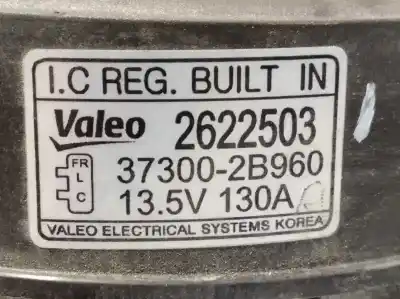 I.C REG. BUILT IN
Valeo 2622503
FR
L
C
37300-2B960
13.5V 130A
VALEO ELECTRICAL SYSTEMS KOREA